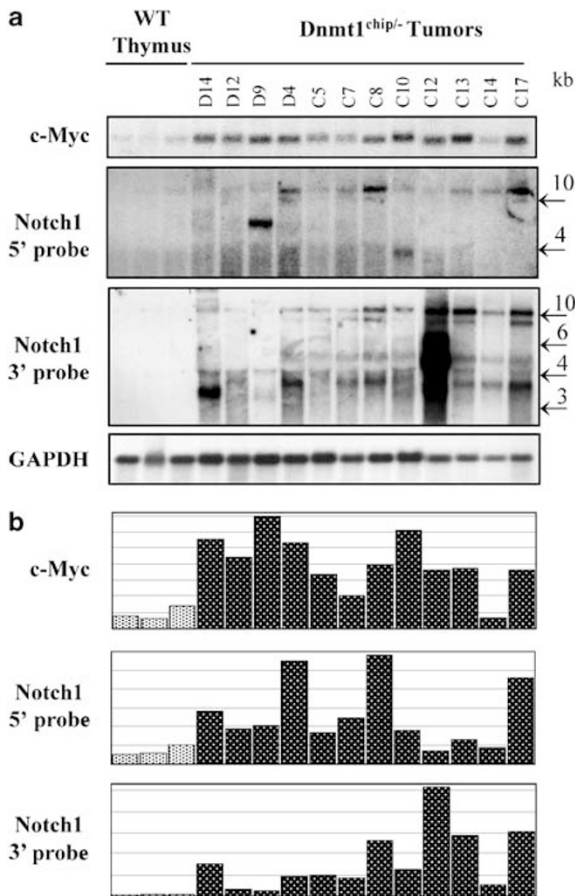 a
WT
Thymus
Dnmt1chip/- Tumors
D14 D12 D9 D4 C5 C7 C8 C10 C12 C13 C14 C17
kb
c-Myc
Notch1
5' probe
10
4
Notch1
3' probe
10
6
4
3
GAPDH
b
c-Myc
Notch1
5' probe
Notch1
3' probe